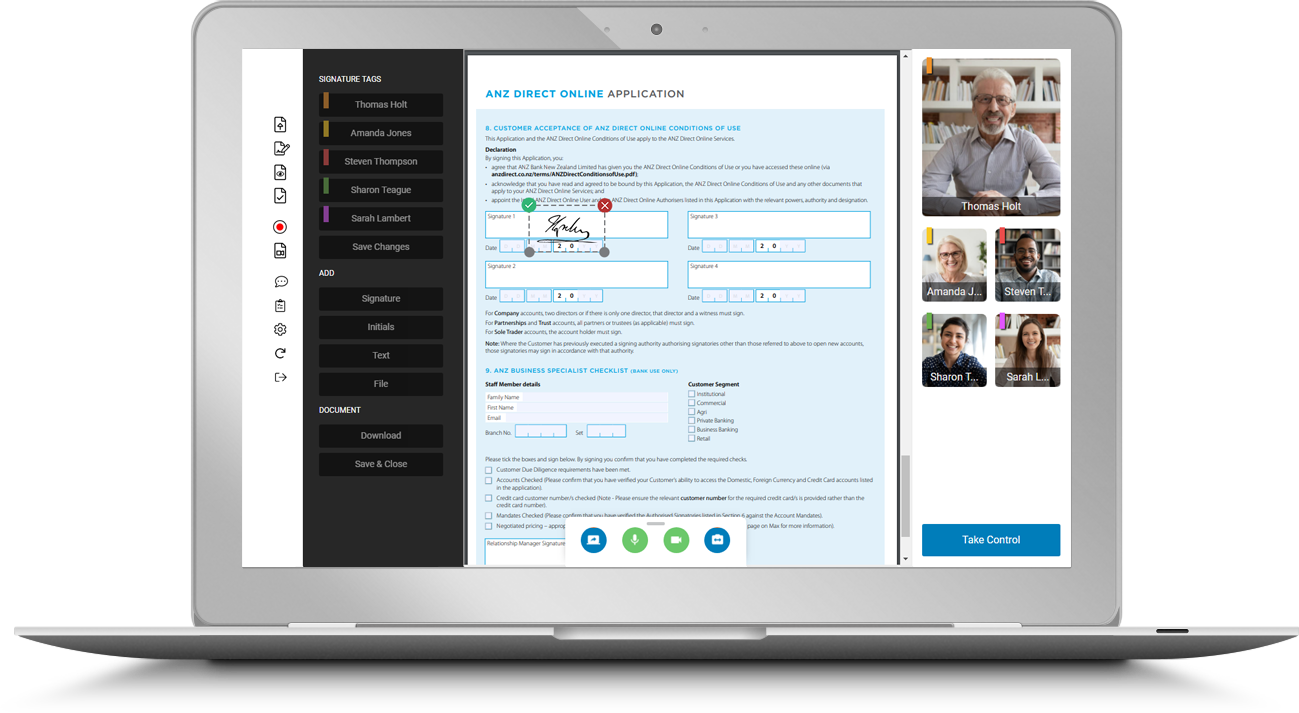 SIGNATURE TAGS
Thomas Holt
Amanda Jones
Steven Thompson
Sharon Teague
Sarah Lambert
Save Changes
ADD
Signature
Initials
Text
File
DOCUMENT
Download
Save & Close
ANZ DIRECT ONLINE APPLICATION
8. CUSTOMER ACCEPTANCE OF ANZ DIRECT ONLINE CONDITIONS OF USE
This Application and the ANZ Direct Online Conditions of Use apply to the ANZ Direct Online Services.
Declaration
By signing this Application, you:
• agree that ANZ Bank New Zealand Limited has given you the ANZ Direct Online Conditions of Use or you have accessed these online (via
anzdirect.co.nz/terms/ANZDirectConditionsofUse.pdf).
• acknowledge that you have read and agreed to be bound by this Application, the ANZ Direct Online Conditions of Use and any other documents that
apply to your ANZ Direct Online Services; and
• appoint the ANZ Direct Online User and ANZ Direct Online Authorisers listed in this Application with the relevant powers, authority and designation.
Signature 1
Signature 3
Date 2 0
Date 2 0
Signature 2
Signature 4
Date 2 0
Date 2 0
For Company accounts, two directors or if there is only one director, that director and a witness must sign.
For Partnerships and Trust accounts, all partners or trustees (as applicable) must sign.
For Sole Trader accounts, the account holder must sign.
Note: Where the Customer has previously executed a signing authority authorising signatories other than those referred to above to open new accounts,
those signatories may sign in accordance with that authority.
9. ANZ BUSINESS SPECIALIST CHECKLIST (BANK USE ONLY)
Staff Member details
Family Name
First Name
Email
Branch No. Set
Customer Segment
Institutional
Commercial
Agri
Private Banking
Business Banking
Retail
Please tick the boxes and sign below. By signing you confirm that you have completed the required checks.
Customer Due Diligence requirements have been met.
Accounts Checked (Please confirm that you have verified your Customer's ability to access the Domestic, Foreign Currency and Credit Card accounts listed
in the application).
Credit card customer number/s checked (Note - Please ensure the relevant customer number for the required credit card/s is provided rather than the
credit card number).
Mandates Checked (Please confirm that you have verified the Authorised Signatories listed in Section 6 against the Account Mandates).
Negotiated pricing – approp page on Max for more information).
Relationship Manager Signature
Thomas Holt
Amanda J...
Steven T...
Sharon T...
Sarah L...
Take Control